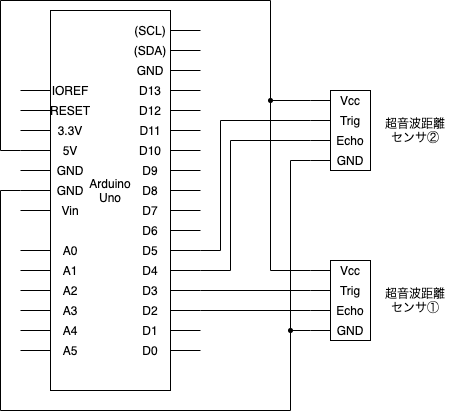 (SCL)
(SDA)
GND
IOREF
D13
RESET
D12
3.3V
D11
5V
D10
GND
D9
GND
D8
Vin
D7
D6
A0
D5
A1
D4
A2
D3
A3
D2
A4
D1
A5
D0
Arduino
Uno
Vcc
Trig
Echo
GND
超音波距離
センサ②
Vcc
Trig
Echo
GND
超音波距離
センサ①